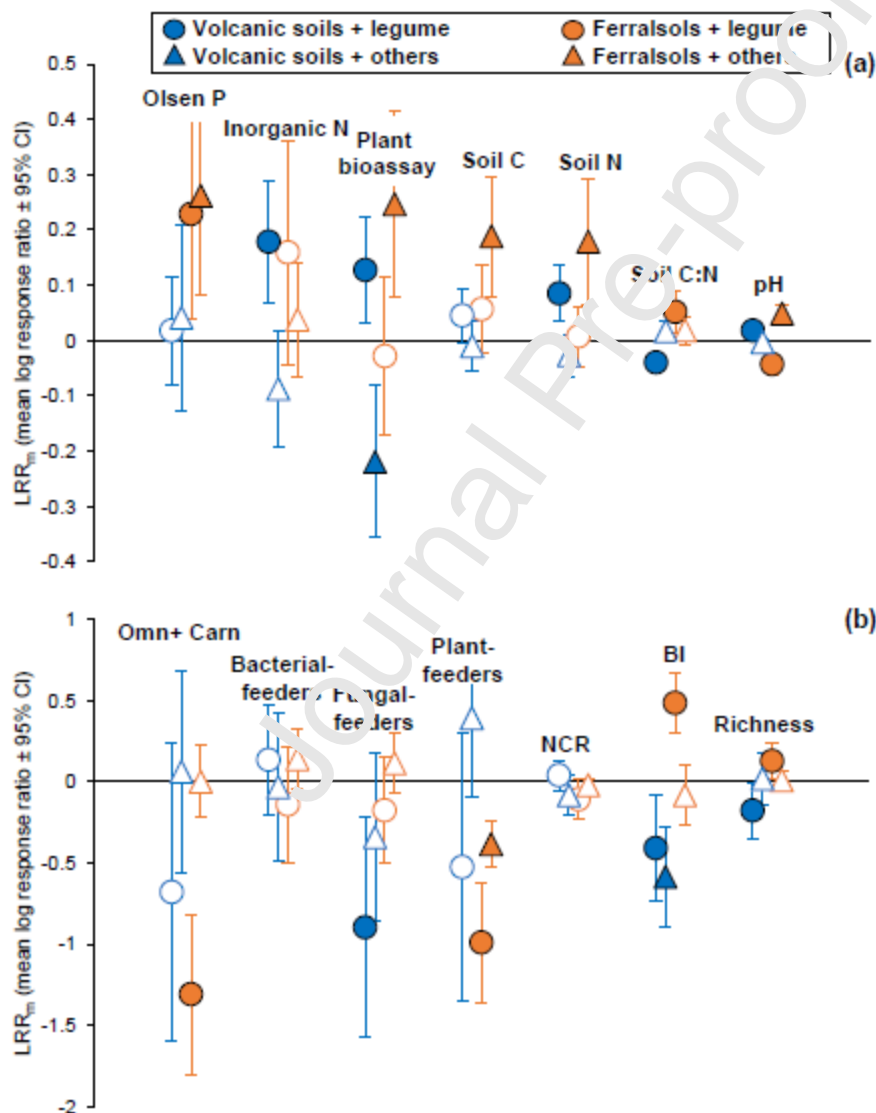 Volcanic soils + legume
Ferralsols + legume
Volcanic soils + others
Ferralsols + others
(a)
0.5
0.4
0.3
0.2
0.1
0
-0.1
-0.2
-0.3
-0.4
LRRm (mean log response ratio ± 95% CI)
Olsen P
Inorganic N
Plant
bioassay
Soil C
Soil N
Soil C:N
pH
Journal Pre-proof
(b)
1
0.5
0
-0.5
-1
-1.5
-2
LRRm (mean log response ratio ± 95% CI)
Omn+ Carn
Bacterial-
feeders
Fungal-
feeders
Plant-
feeders
NCR
BI
Richness